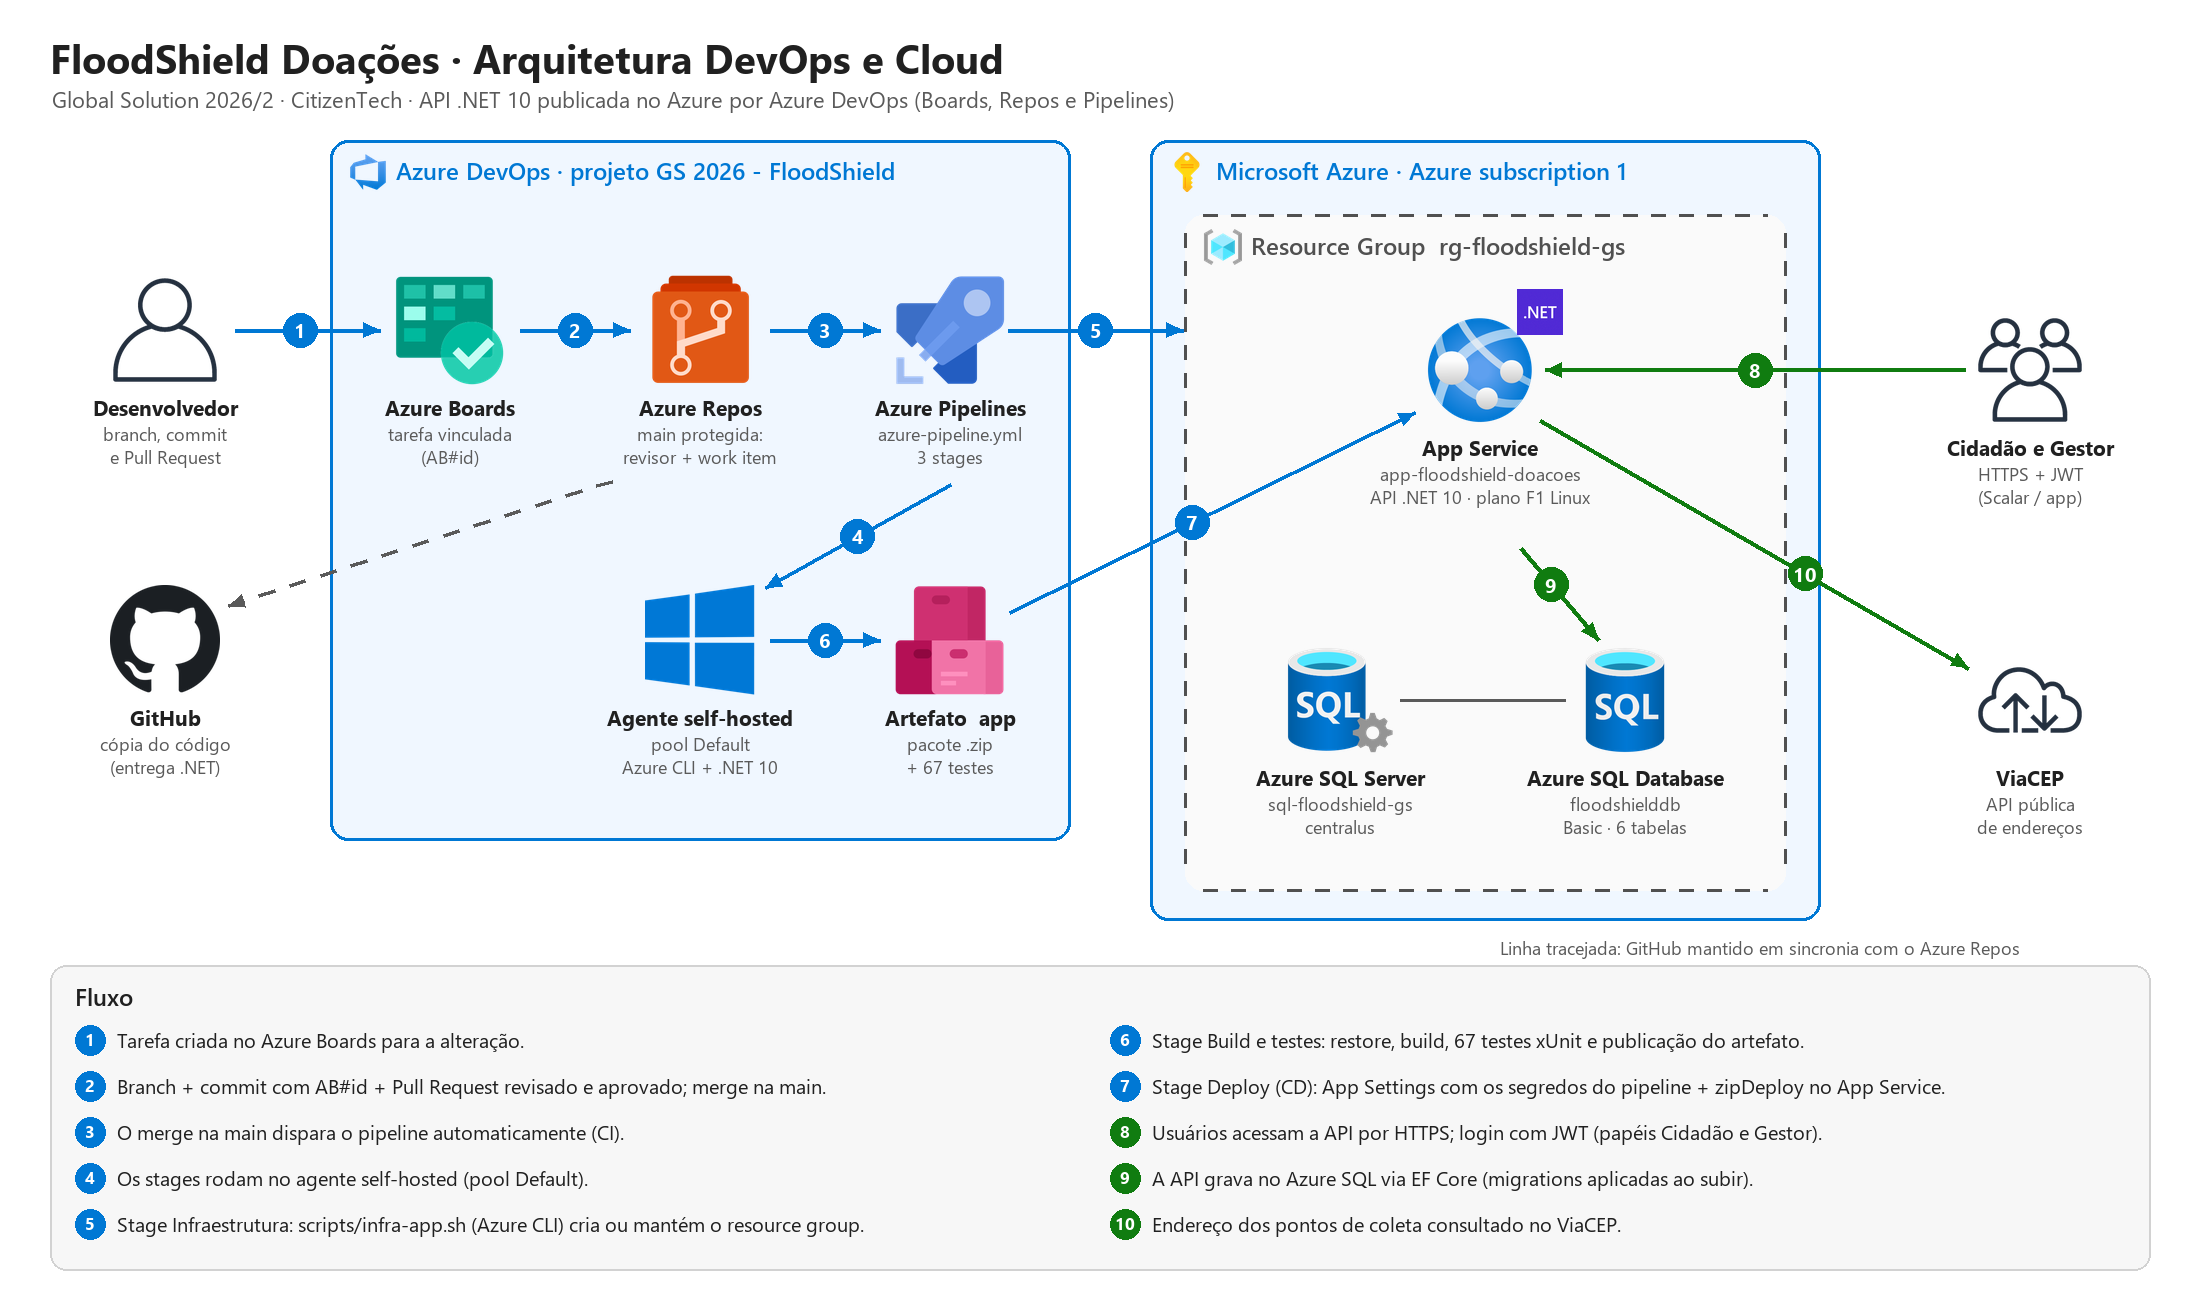 FloodShield Doações · Arquitetura DevOps e Cloud
Global Solution 2026/2 · CitizenTech · API .NET 10 publicada no Azure por Azure DevOps (Boards, Repos e Pipelines)
Azure DevOps · projeto GS 2026 - FloodShield
Microsoft Azure · Azure subscription 1
Resource Group rg-floodshield-gs
.NET
1
2
3
5
8
Desenvolvedor
branch, commit
e Pull Request
Azure Boards
tarefa vinculada
(AB#id)
Azure Repos
main protegida:
revisor + work item
Azure Pipelines
azure-pipeline.yml
3 stages
App Service
app-floodshield-doacoes
API .NET 10 · plano F1 Linux
Cidadão e Gestor
HTTPS + JWT
(Scalar / app)
4
7
9
10
6
SQL
SQL
GitHub
cópia do código
(entrega .NET)
Agente self-hosted
pool Default
Azure CLI + .NET 10
Artefato app
pacote .zip
+ 67 testes
Azure SQL Server
sql-floodshield-gs
centralus
Azure SQL Database
floodshielddb
Basic · 6 tabelas
ViaCEP
API pública
de endereços
Linha tracejada: GitHub mantido em sincronia com o Azure Repos
Fluxo
1 Tarefa criada no Azure Boards para a alteração.
2 Branch + commit com AB#id + Pull Request revisado e aprovado; merge na main.
3 O merge na main dispara o pipeline automaticamente (CI).
4 Os stages rodam no agente self-hosted (pool Default).
5 Stage Infraestrutura: scripts/infra-app.sh (Azure CLI) cria ou mantém o resource group.
6 Stage Build e testes: restore, build, 67 testes xUnit e publicação do artefato.
7 Stage Deploy (CD): App Settings com os segredos do pipeline + zipDeploy no App Service.
8 Usuários acessam a API por HTTPS; login com JWT (papéis Cidadão e Gestor).
9 A API grava no Azure SQL via EF Core (migrations aplicadas ao subir).
10 Endereço dos pontos de coleta consultado no ViaCEP.